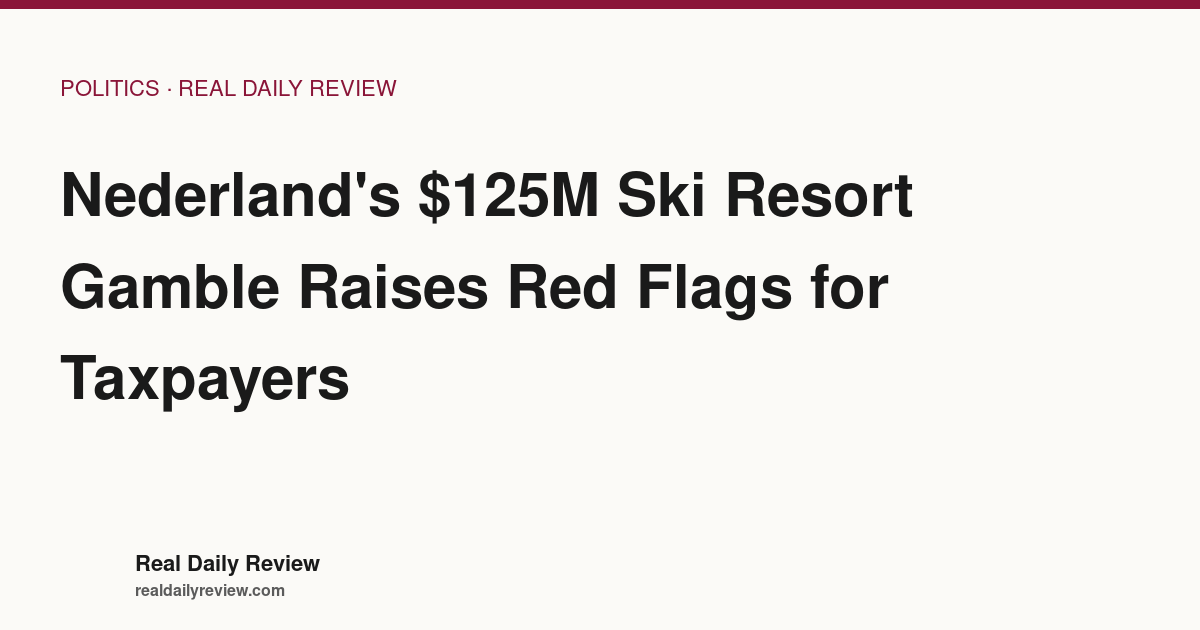 POLITICS · REAL DAILY REVIEW
Nederland's $125M Ski Resort
Gamble Raises Red Flags for
Taxpayers
Real Daily Review
realdailyreview.com